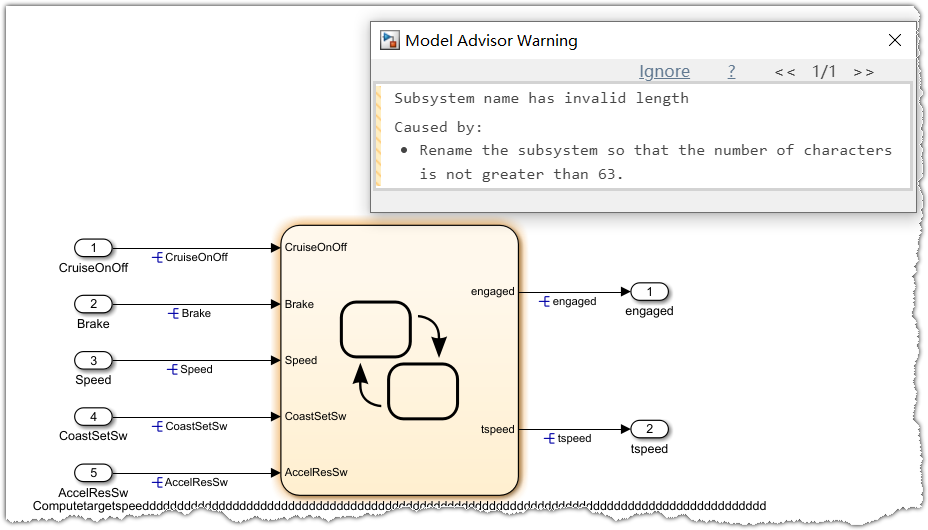 Model Advisor Warning
Ignore ? << 1/1 >>
Subsystem name has invalid length
Caused by:
• Rename the subsystem so that the number of characters
is not greater than 63.
1
CruiseOnOff
CruiseOnOff
CruiseOnOff
2
Brake
Brake
Brake
3
Speed
Speed
Speed
4
CoastSetSw
CoastSetSw
CoastSetSw
5
AccelResSw
AccelResSw
AccelResSw
engaged
engaged
1
engaged
tspeed
tspeed
2
tspeed